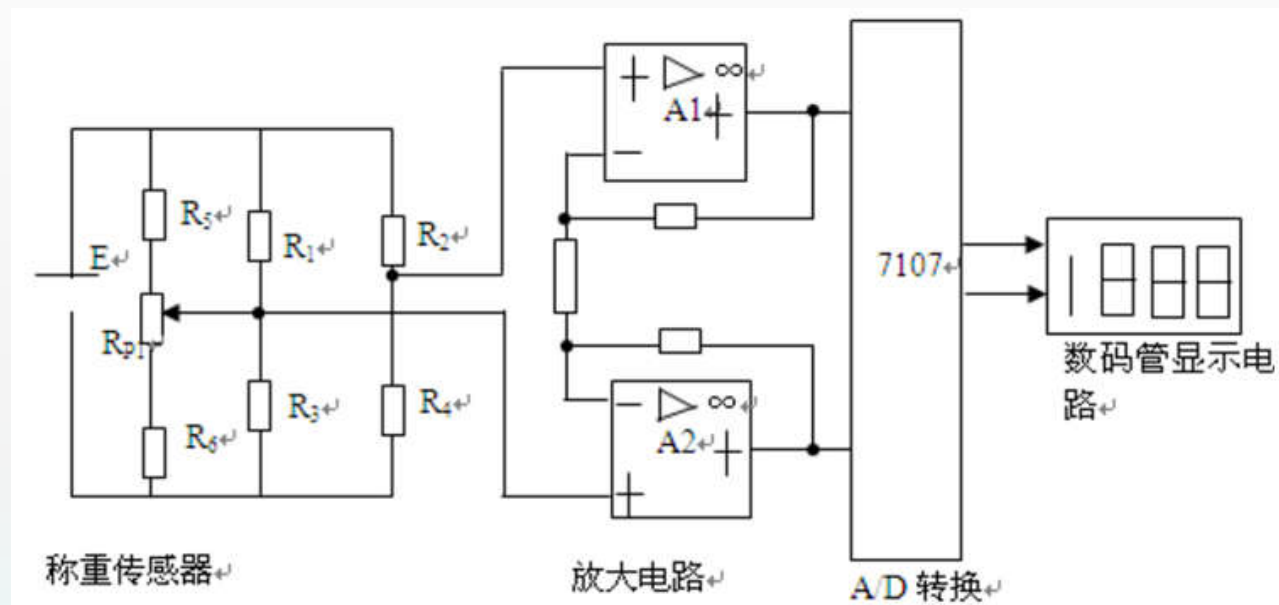 E
R5
R1
R2
Rp1
R3
R4
R6
+ ▷ ∞
A1 +
−
− ▷ ∞
A2 +
+
7107
数码管显示电
路
称重传感器
放大电路
A/D 转换